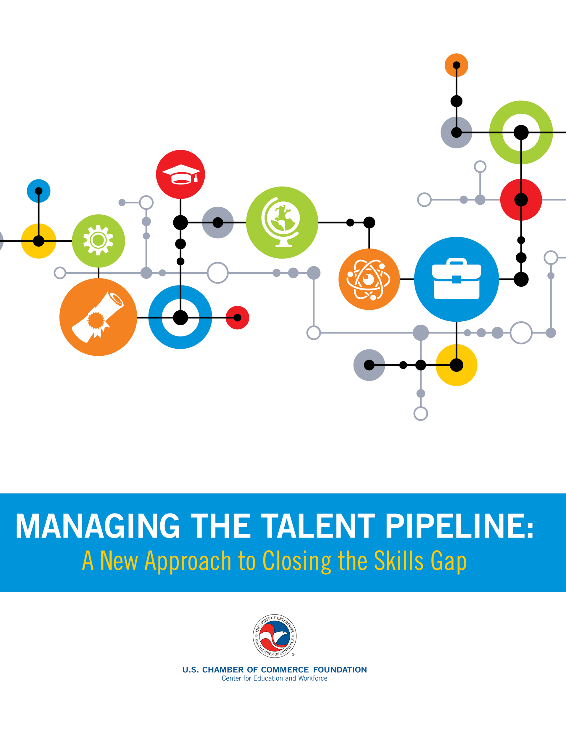 MANAGING THE TALENT PIPELINE:
A New Approach to Closing the Skills Gap
U.S. CHAMBER OF COMMERCE FOUNDATION
Center for Education and Workforce